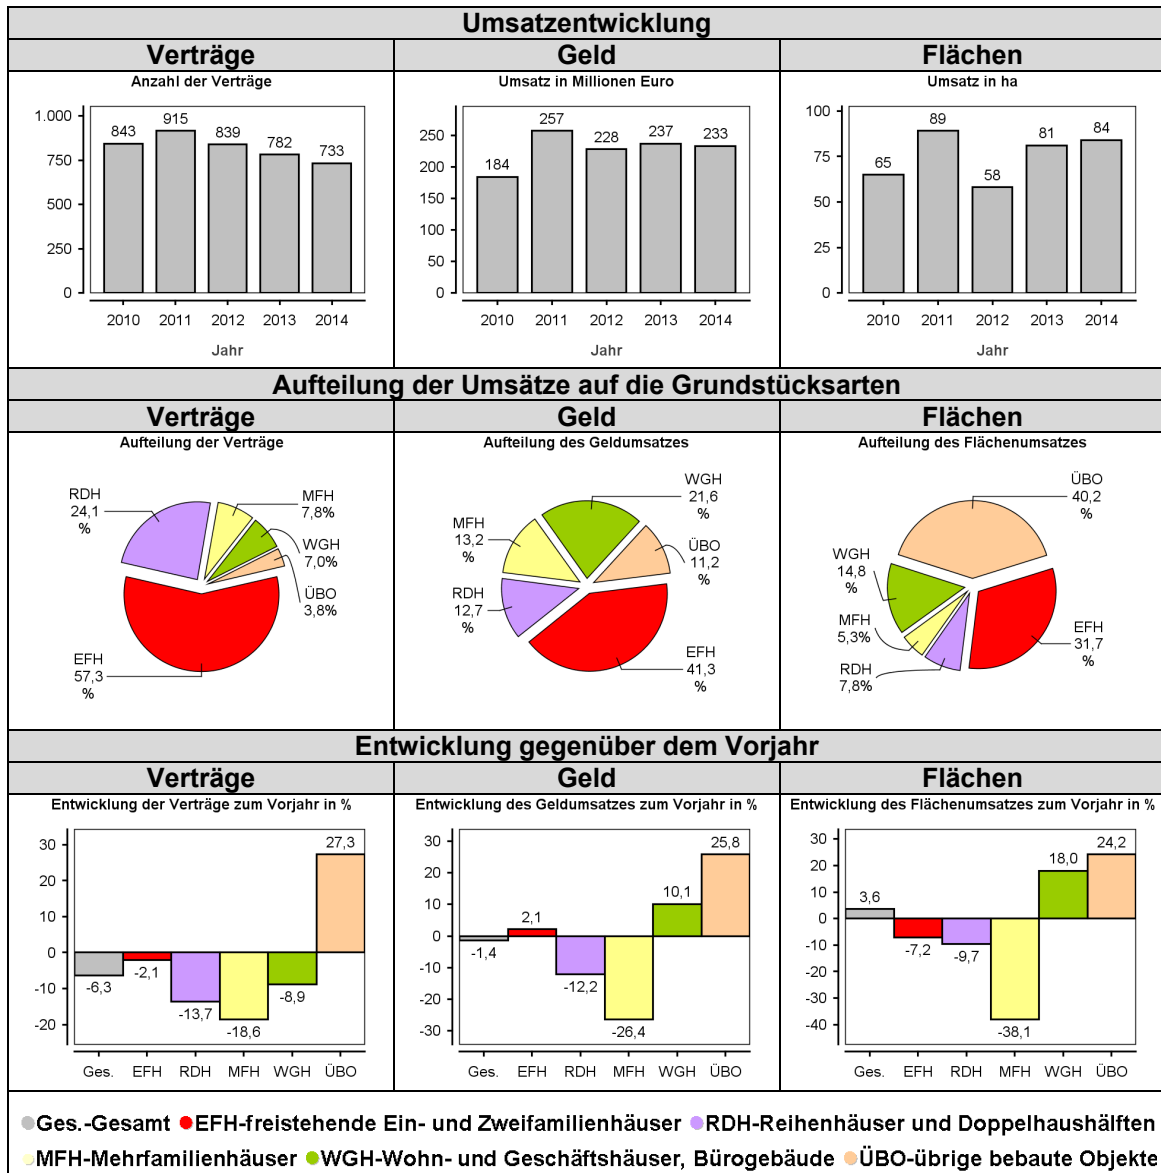 Umsatzentwicklung
Verträge
Geld
Flächen
Anzahl der Verträge
1.000
750
500
250
0
843
915
839
782
733
2010 2011 2012 2013 2014
Jahr
Umsatz in Millionen Euro
250
200
150
100
50
0
184
257
228
237
233
2010 2011 2012 2013 2014
Jahr
Umsatz in ha
100
75
50
25
0
65
89
58
81
84
2010 2011 2012 2013 2014
Jahr
Aufteilung der Umsätze auf die Grundstücksarten
Verträge
Geld
Flächen
Aufteilung der Verträge
RDH
24,1
%
MFH
7,8%
WGH
7,0%
ÜBO
3,8%
EFH
57,3
%
Aufteilung des Geldumsatzes
WGH
21,6
%
MFH
13,2
%
ÜBO
11,2
%
RDH
12,7
%
EFH
41,3
%
Aufteilung des Flächenumsatzes
ÜBO
40,2
%
WGH
14,8
%
MFH
5,3%
RDH
7,8%
EFH
31,7
%
Entwicklung gegenüber dem Vorjahr
Verträge
Geld
Flächen
Entwicklung der Verträge zum Vorjahr in %
30
20
10
0
-10
-20
-6,3
-2,1
-13,7
-18,6
-8,9
27,3
Ges. EFH RDH MFH WGH ÜBO
Entwicklung des Geldumsatzes zum Vorjahr in %
30
20
10
0
-10
-20
-30
-1,4
2,1
-12,2
-26,4
10,1
25,8
Ges. EFH RDH MFH WGH ÜBO
Entwicklung des Flächenumsatzes zum Vorjahr in %
30
20
10
0
-10
-20
-30
-40
3,6
-7,2
-9,7
-38,1
18,0
24,2
Ges. EFH RDH MFH WGH ÜBO
Ges.-Gesamt EFH-freistehende Ein- und Zweifamilienhäuser RDH-Reihenhäuser und Doppelhaushälften
MFH-Mehrfamilienhäuser WGH-Wohn- und Geschäftshäuser, Bürogebäude ÜBO-übrige bebaute Objekte